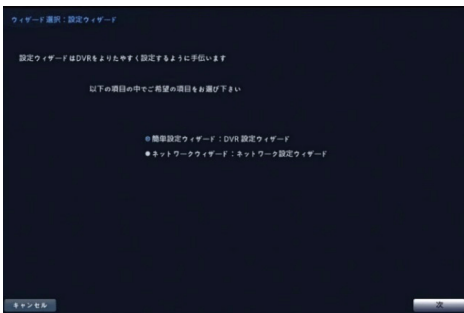 ウィザード選択：設定ウィザード
設定ウィザードはDVRをよりたやすく設定するように手伝います
以下の項目の中でご希望の項目をお選び下さい
簡単設定ウィザード：DVR 設定ウィザード
ネットワークウィザード：ネットワーク設定ウィザード
キャンセル
次